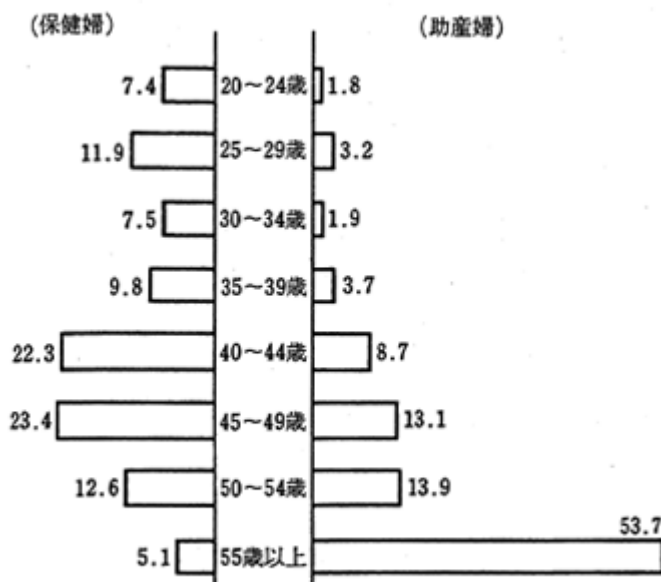 (保健婦) (助産婦)
7.4 20〜24歳 1.8
11.9 25〜29歳 3.2
7.5 30〜34歳 1.9
9.8 35〜39歳 3.7
22.3 40〜44歳 8.7
23.4 45〜49歳 13.1
12.6 50〜54歳 13.9
5.1 55歳以上 53.7